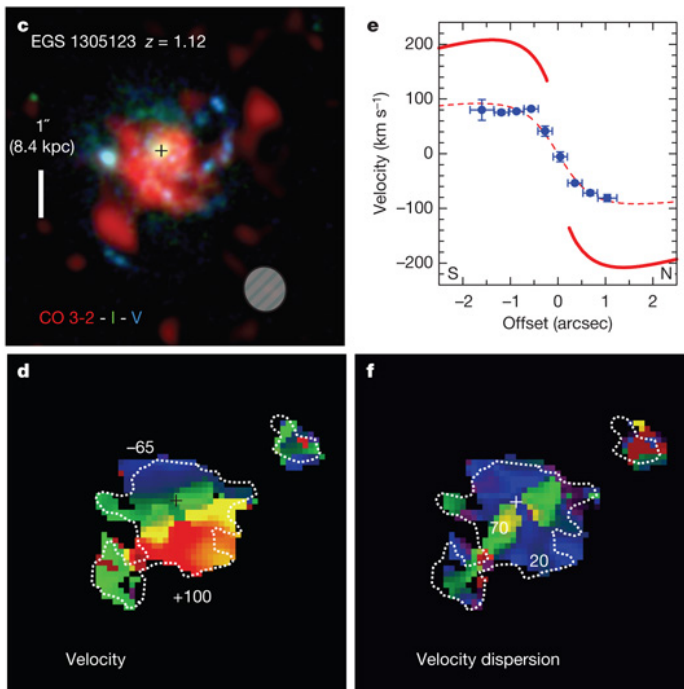 c
EGS 1305123 z = 1.12
1″
(8.4 kpc)
CO 3-2 - I - V
e
200
100
0
−100
−200
Velocity (km s⁻¹)
S
N
−2
−1
0
1
2
Offset (arcsec)
d
−65
+100
Velocity
f
70
20
Velocity dispersion